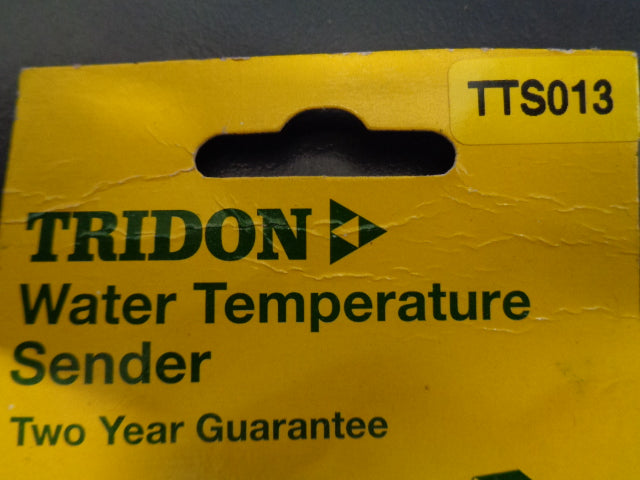 TTS013
TRIDON
Water Temperature
Sender
Two Year Guarantee